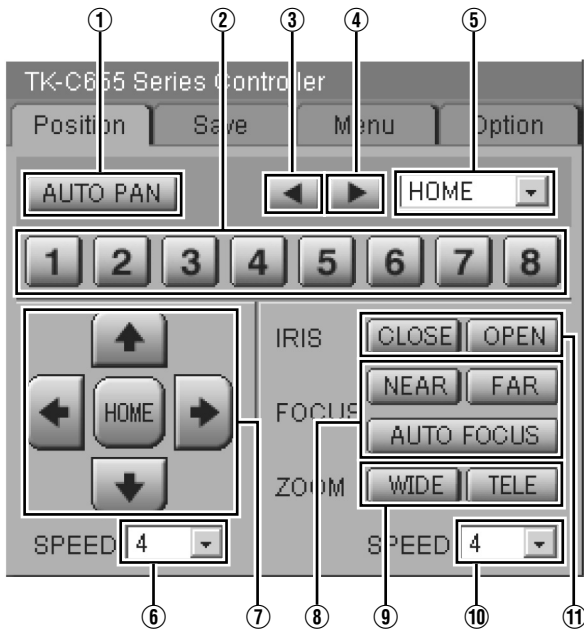 ① ② ③ ④ ⑤
TK-C655 Series Controller
Position Save Menu Option
AUTO PAN ◀ ▶ HOME
1 2 3 4 5 6 7 8
IRIS CLOSE OPEN
HOME
FOCUS NEAR FAR
AUTO FOCUS
ZOOM WIDE TELE
SPEED 4 SPEED 4
⑥ ⑦ ⑧ ⑨ ⑩ ⑪